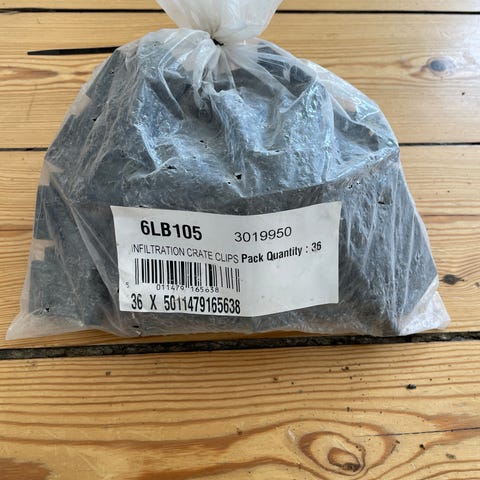 6LB105 3019950
INFILTRATION CRATE CLIPS Pack Quantity : 36
5 011479 165638
36 X 5011479165638